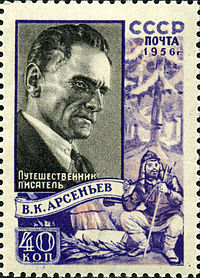 СССР
ПОЧТА
1956г.
ПУТЕШЕСТВЕННИК
ПИСАТЕЛЬ
В.К.АРСЕНЬЕВ
40
КОП